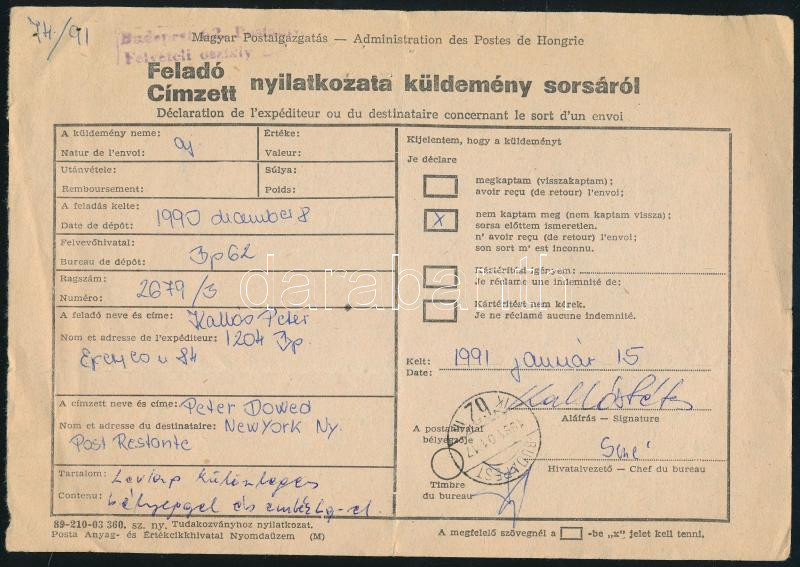 74/91
Magyar Postaigazgatás — Administration des Postes de Hongrie
Feladó
Címzett nyilatkozata küldemény sorsáról
Déclaration de l'expéditeur ou du destinataire concernant le sort d'un envoi
A küldemény neme:
Natur de l'envoi:
Értéke:
Valeur:
Utánvétele:
Remboursement:
Súlya:
Poids:
A feladás kelte:
Date de dépôt: 1990 december 8
Felvevőhivatal:
Bureau de dépôt: Bp 62
Ragszám:
Numéro: 2679/3
A feladó neve és címe: Kallós Peter
Nom et adresse de l'expéditeur: 1204 Bp.
84
A címzett neve és címe: Peter Dowed
Nom et adresse du destinataire: New York Ny.
Post Restante
Tartalom: Levlap különleges
Contenu: bélyeggel és
89-210-03 360. sz. ny. Tudakozványhoz nyilatkozat.
Posta Anyag- és Értékcikkhivatal Nyomdaüzem (M)
Kijelentem, hogy a küldeményt
Je déclare
megkaptam (visszakaptam);
avoir reçu (de retour) l'envoi;
x
nem kaptam meg (nem kaptam vissza);
sorsa előttem ismeretlen.
n' avoir reçu (de retour) l'envoi;
son sort m' est inconnu.
Kártérítési igényem:
Je réclame une indemnité de:
Kártérítést nem kérek.
Je ne réclame aucune indemnité.
darabanth
Kelt:
Date: 1991 január 15
Aláírás — Signature
A postahivatal
bélyegzője
Timbre
du bureau
BUDAPEST 62
Hivatalvezető — Chef du bureau
A megfelelő szövegnél a -be „x" jelet kell tenni.